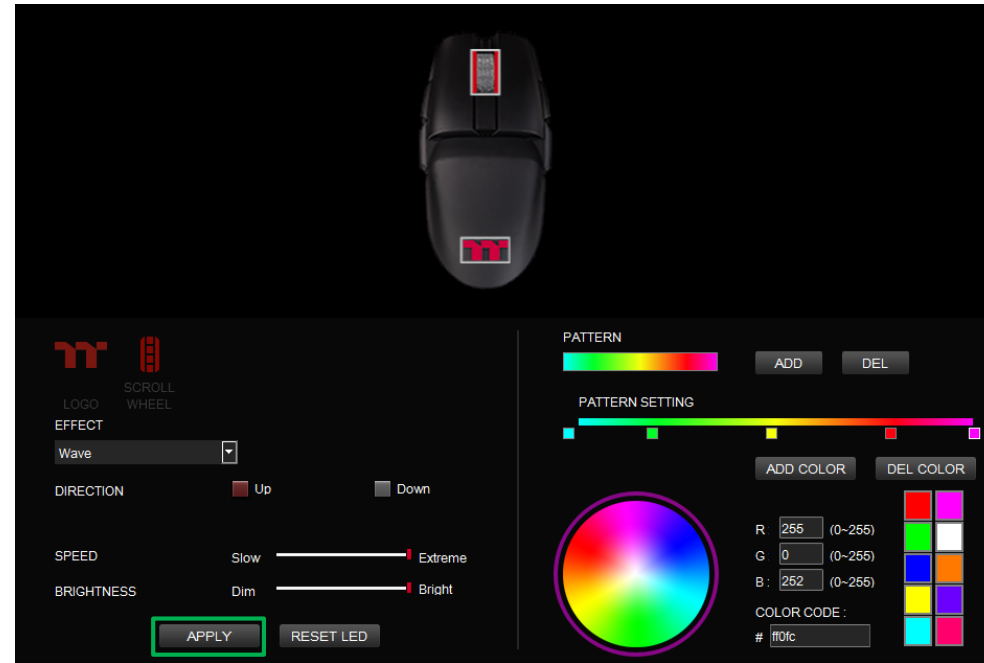 LOGO
SCROLL
WHEEL
EFFECT
Wave
DIRECTION
Up
Down
SPEED
Slow
Extreme
BRIGHTNESS
Dim
Bright
APPLY
RESET LED
PATTERN
ADD
DEL
PATTERN SETTING
ADD COLOR
DEL COLOR
R 255 (0~255)
G 0 (0~255)
B : 252 (0~255)
COLOR CODE :
# ff0fc